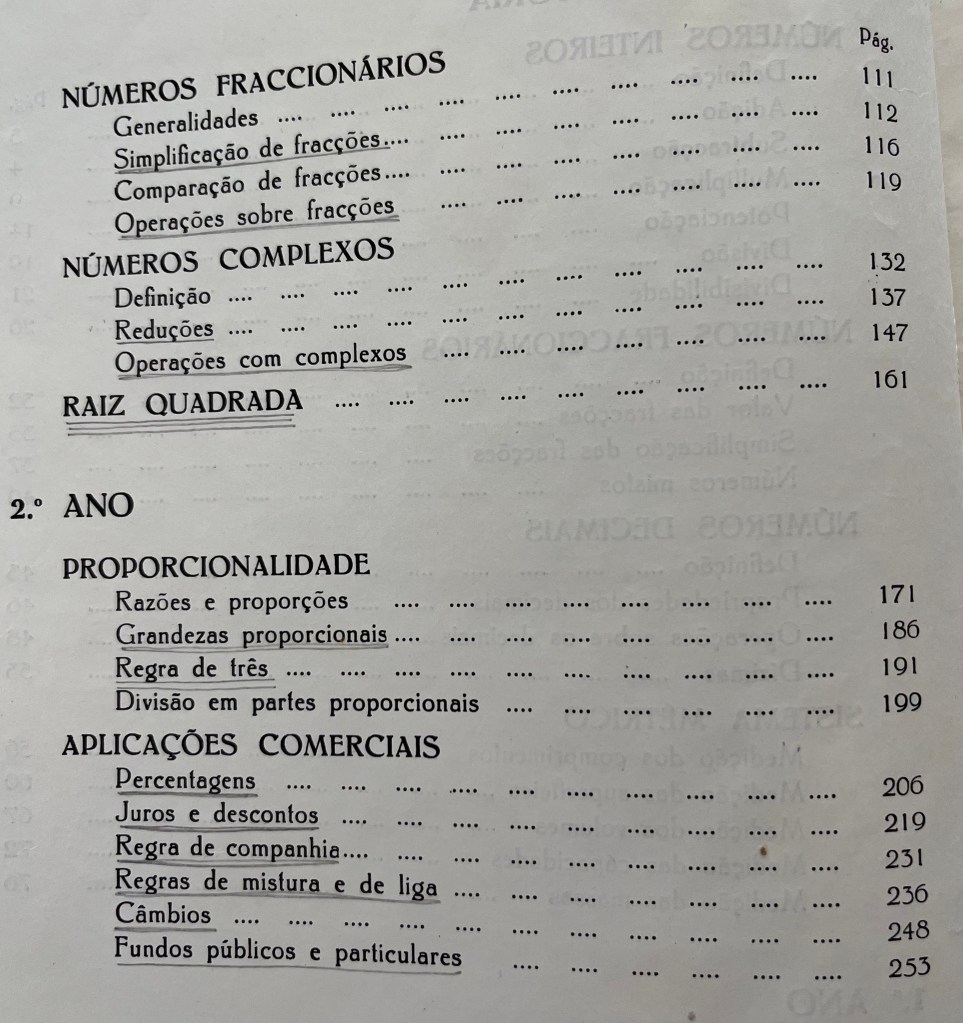 Pág.
NÚMEROS FRACCIONÁRIOS
Generalidades .... .... .... .... .... .... .... .... .... 111
Simplificação de fracções.... .... .... .... .... .... .... .... 112
Comparação de fracções.... .... .... .... .... .... .... .... 116
Operações sobre fracções .... .... .... .... .... .... .... 119
NÚMEROS COMPLEXOS
Definição .... .... .... .... .... .... .... .... .... .... .... 132
Reduções .... .... .... .... .... .... .... .... .... .... .... 137
Operações com complexos .... .... .... .... .... .... .... 147
RAIZ QUADRADA .... .... .... .... .... .... .... .... .... 161
2.º ANO
PROPORCIONALIDADE
Razões e proporções .... .... .... .... .... .... .... .... 171
Grandezas proporcionais .... .... .... .... .... .... .... .... 186
Regra de três .... .... .... .... .... .... .... .... .... .... 191
Divisão em partes proporcionais .... .... .... .... .... .... 199
APLICAÇÕES COMERCIAIS
Percentagens .... .... .... .... .... .... .... .... .... .... 206
Juros e descontos .... .... .... .... .... .... .... .... .... 219
Regra de companhia.... .... .... .... .... .... .... .... .... 231
Regras de mistura e de liga .... .... .... .... .... .... .... 236
Câmbios .... .... .... .... .... .... .... .... .... .... .... 248
Fundos públicos e particulares .... .... .... .... .... .... 253